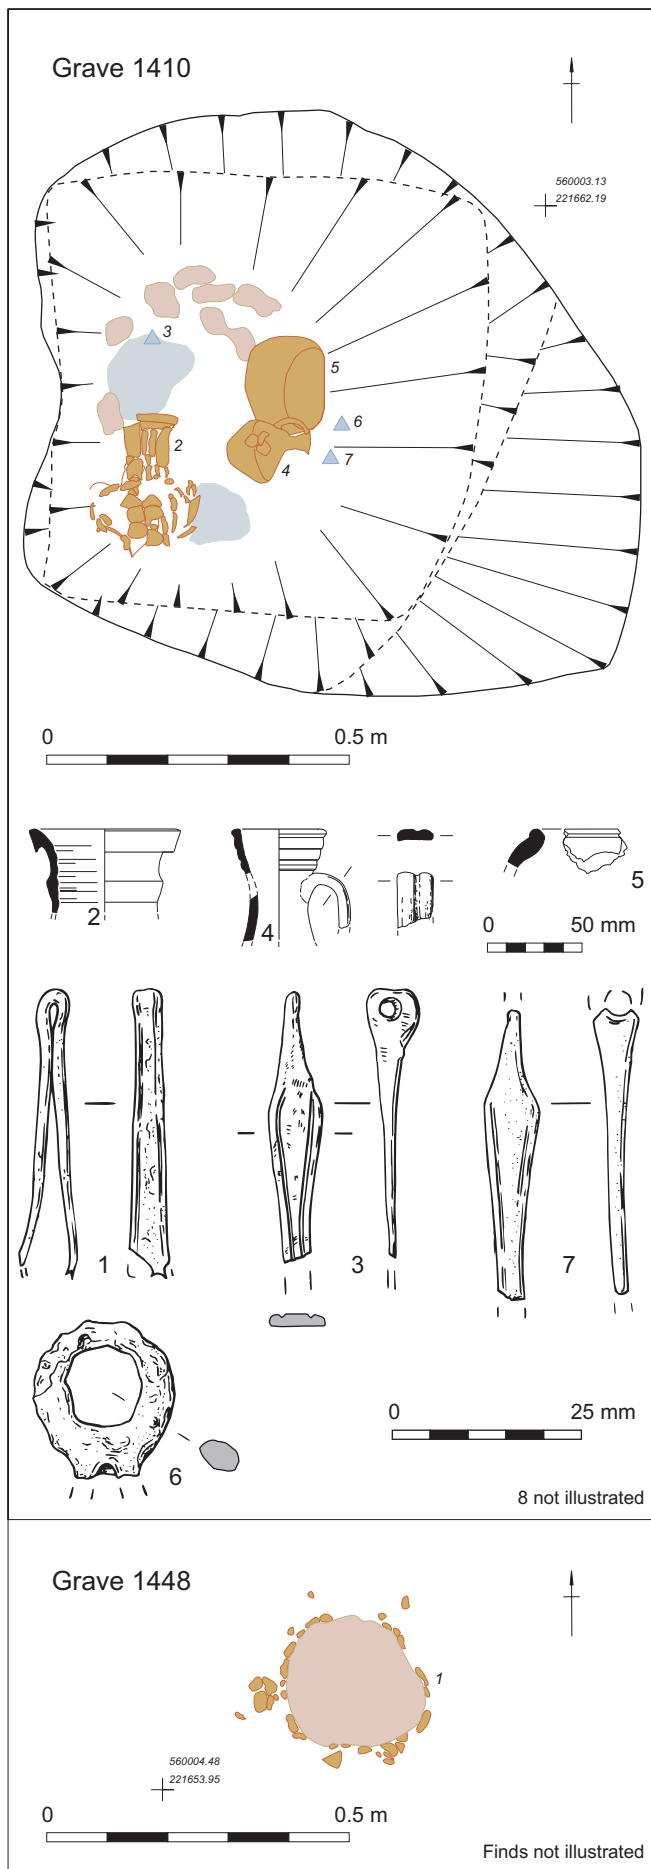 Grave 1410
560003.13
221662.19
3
5
6
2
7
4
0 0.5 m
2
4
5
0 50 mm
1
3
7
0 25 mm
6
8 not illustrated
Grave 1448
1
560004.48
221653.95
0 0.5 m
Finds not illustrated